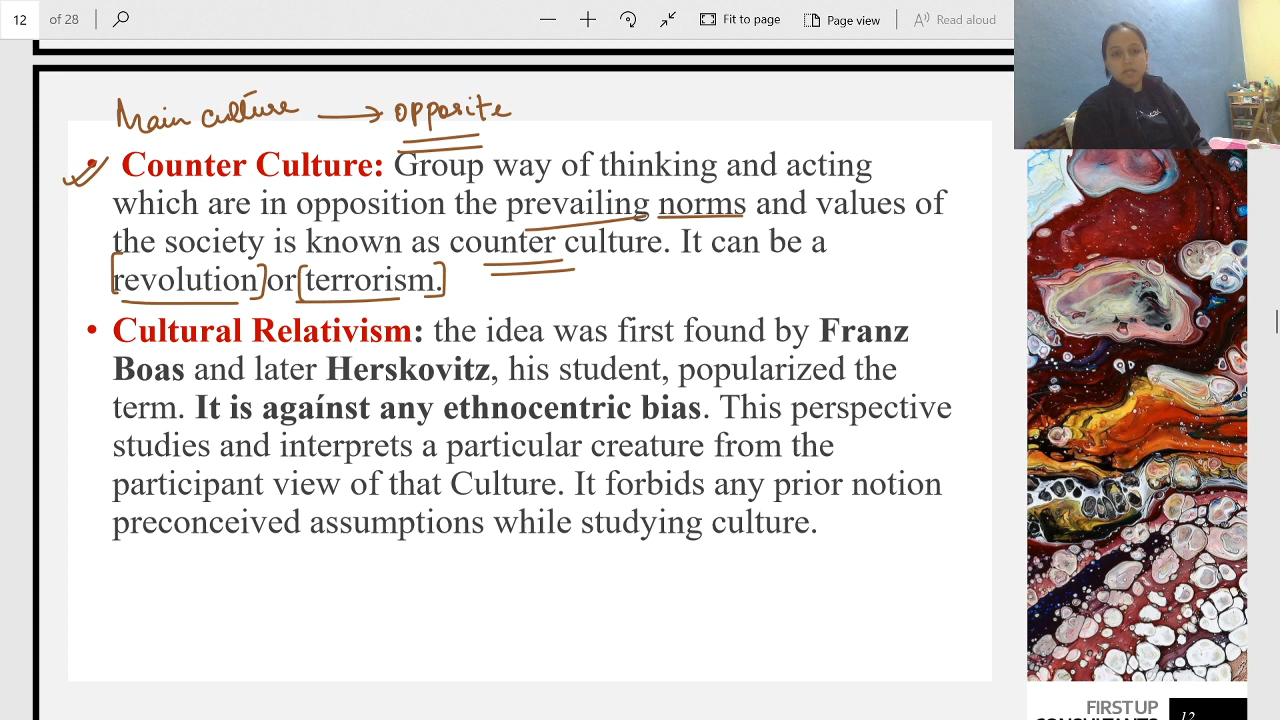 12 of 28 Fit to page Page view Read aloud
Main culture → opposite
• Counter Culture: Group way of thinking and acting
which are in opposition the prevailing norms and values of
the society is known as counter culture. It can be a
revolution or terrorism.
• Cultural Relativism: the idea was first found by Franz
Boas and later Herskovitz, his student, popularized the
term. It is agaínst any ethnocentric bias. This perspective
studies and interprets a particular creature from the
participant view of that Culture. It forbids any prior notion
preconceived assumptions while studying culture.
FIRSTUP
CONSULTANTS 12